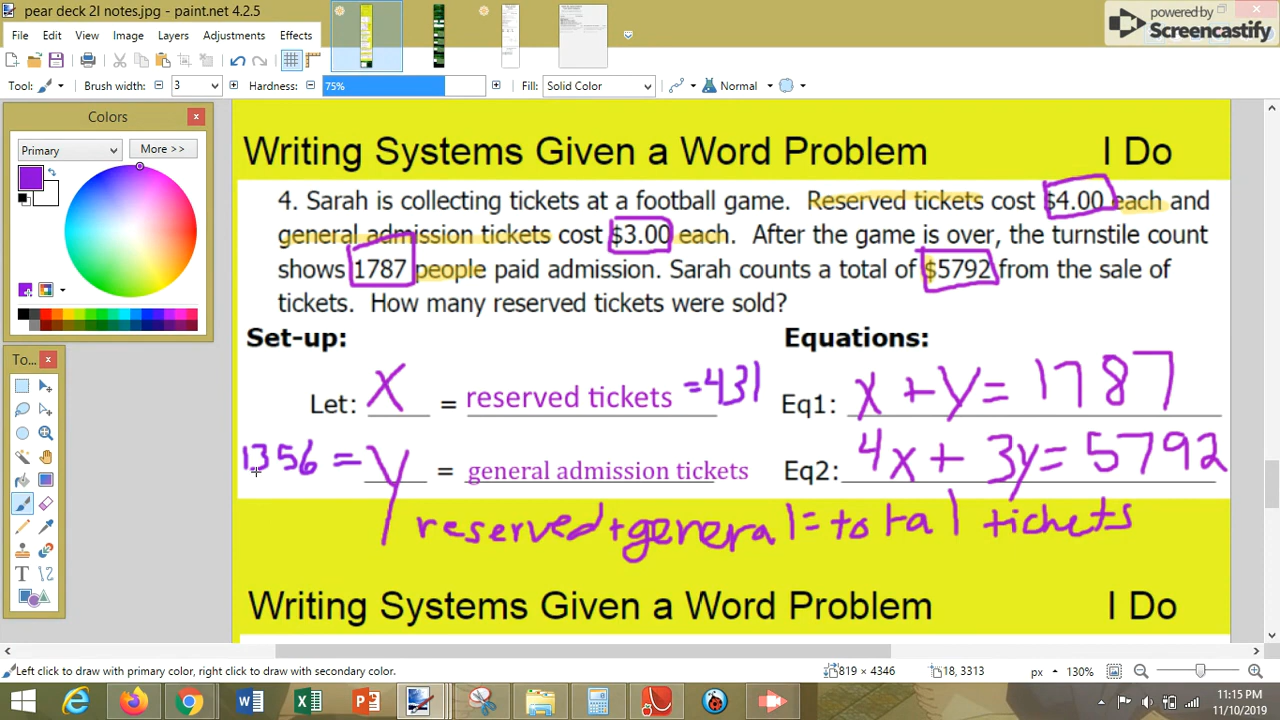 pear deck 2I notes.jpg - paint.net 4.2.5
powered by
Screencastify
File Edit View Image Layers Adjustments Effects
Tool: Brush width: 3 Hardness: 75% Fill: Solid Color Normal
Colors
Primary More >>
To...
Writing Systems Given a Word Problem I Do
4. Sarah is collecting tickets at a football game. Reserved tickets cost $4.00 each and
general admission tickets cost $3.00 each. After the game is over, the turnstile count
shows 1787 people paid admission. Sarah counts a total of $5792 from the sale of
tickets. How many reserved tickets were sold?
Set-up: Equations:
Let: x = reserved tickets =431 Eq1: x + y = 1787
1356 = y = general admission tickets Eq2: 4x + 3y = 5792
reserved+general = total tickets
Writing Systems Given a Word Problem I Do
Left click to draw with primary color, right click to draw with secondary color. 819 × 4346 18, 3313 px 130%
11:15 PM
11/10/2019